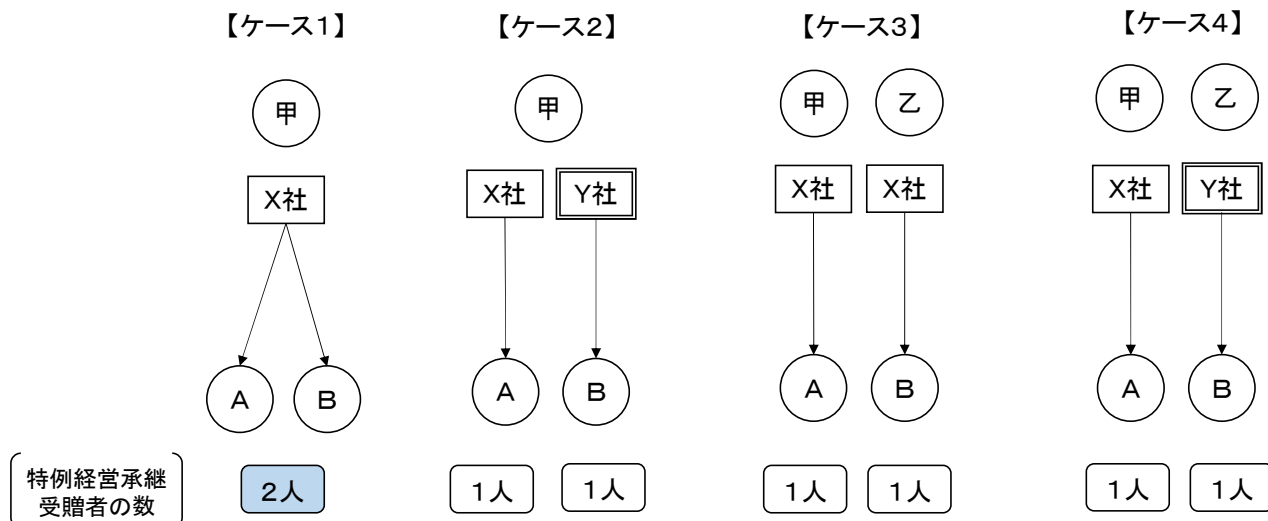 【ケース1】
【ケース2】
【ケース3】
【ケース4】
甲
甲
甲
乙
甲
乙
X社
X社
Y社
X社
X社
X社
Y社
A
B
A
B
A
B
A
B
特例経営承継
受贈者の数
2人
1人
1人
1人
1人
1人
1人